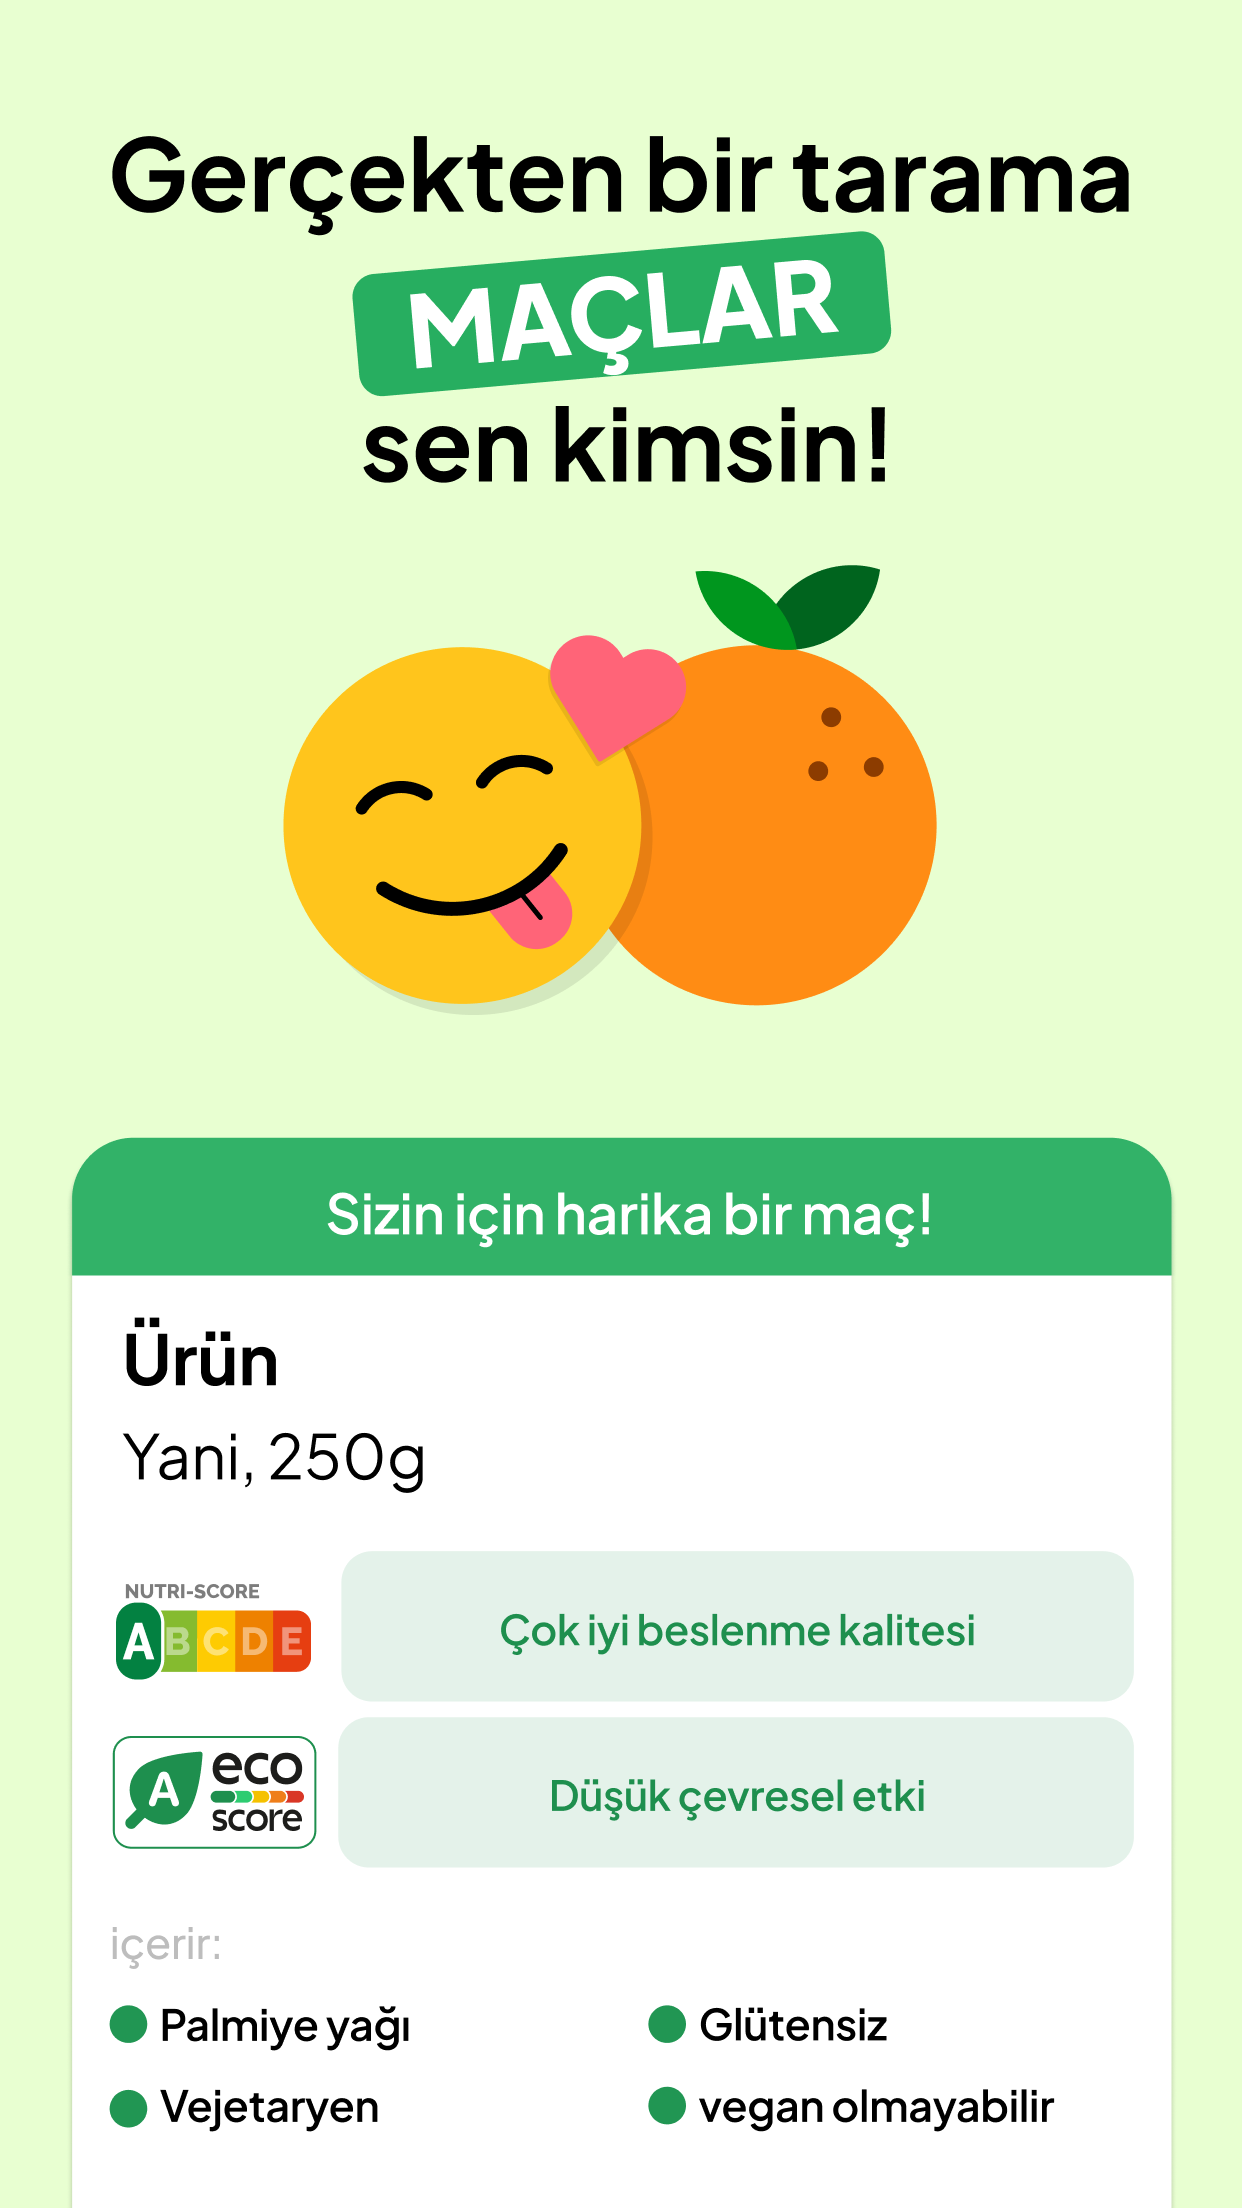 Gerçekten bir tarama
MAÇLAR
sen kimsin!
Sizin için harika bir maç!
Ürün
Yani, 250g
NUTRI-SCORE
A B C D E
Çok iyi beslenme kalitesi
A eco
score
Düşük çevresel etki
içerir:
Palmiye yağı
Glütensiz
Vejetaryen
vegan olmayabilir